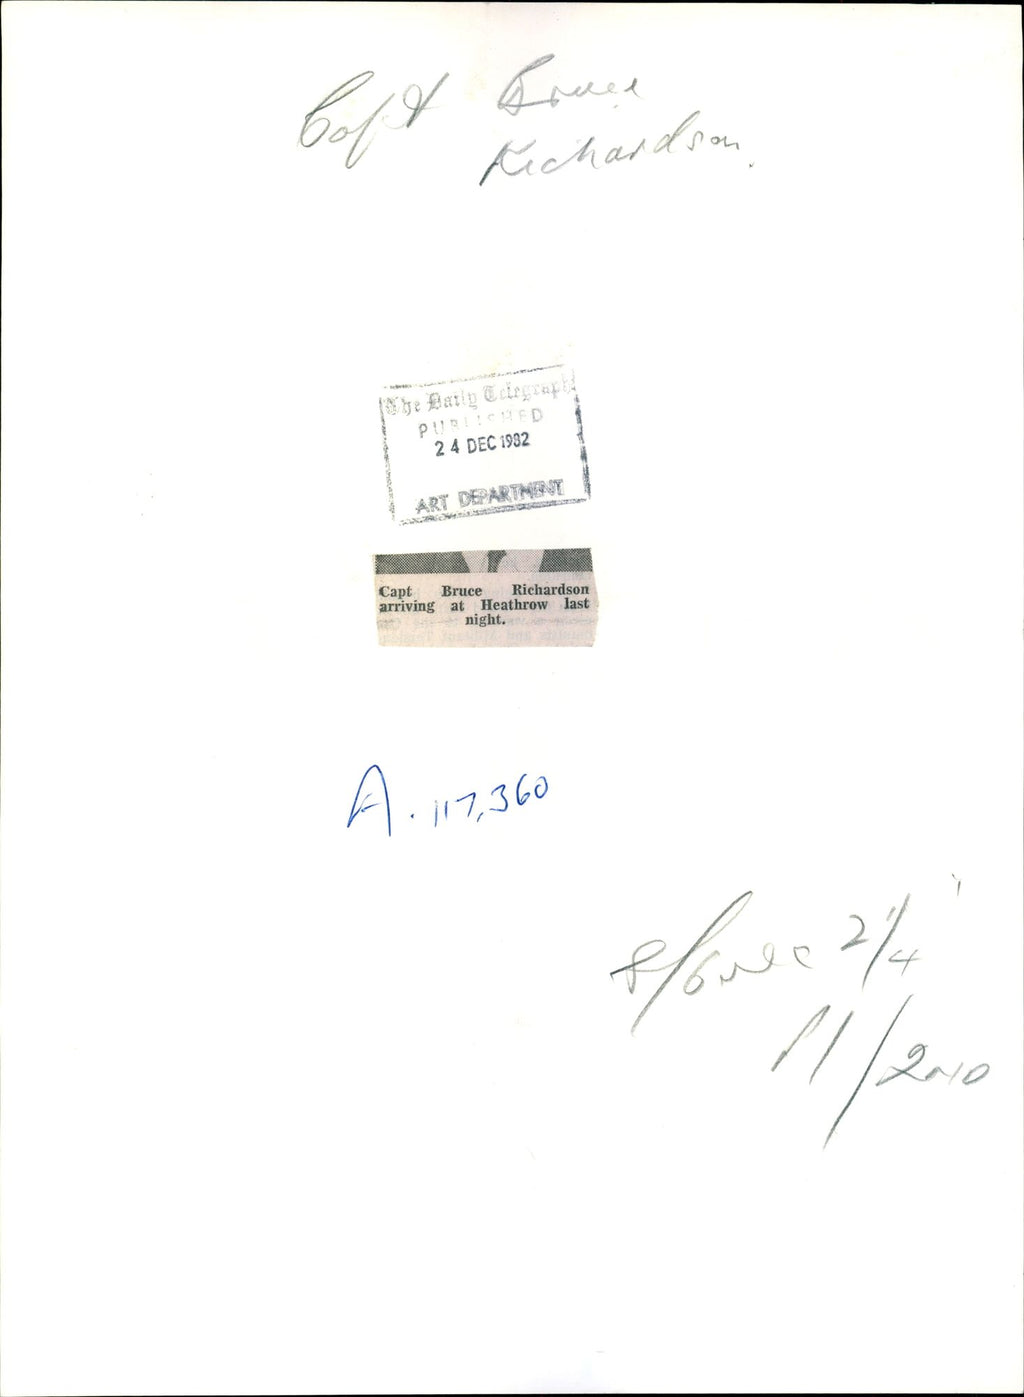 Capt Bruce
Richardson.
The Daily Telegraph
PUBLISHED
24 DEC 1982
ART DEPARTMENT
Capt Bruce Richardson
arriving at Heathrow last
night.
A. 117,360
2 1/4
11/